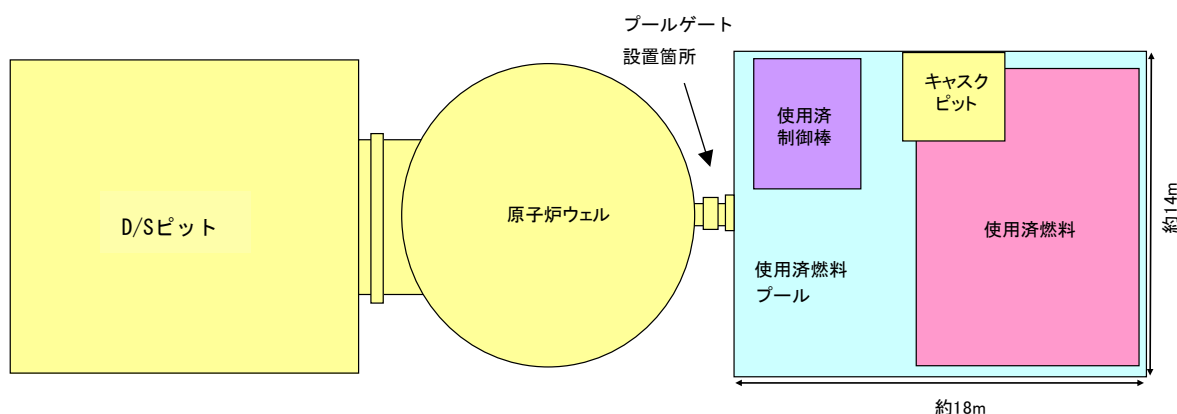 プールゲート
設置箇所
キャスク
ピット
使用済
制御棒
D/Sピット
原子炉ウェル
使用済燃料
使用済燃料
プール
約14m
約18m